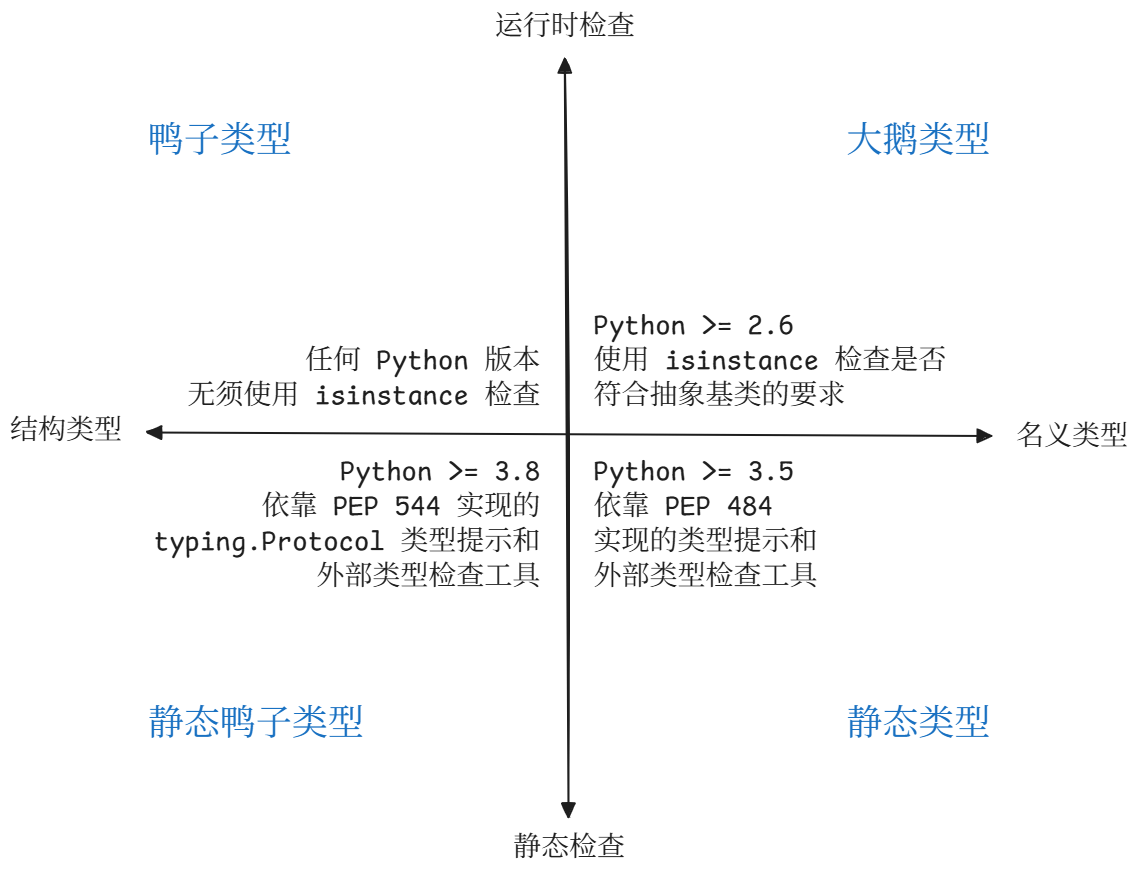 运行时检查
鸭子类型
大鹅类型
任何 Python 版本
无须使用 isinstance 检查
Python >= 2.6
使用 isinstance 检查是否
符合抽象基类的要求
结构类型
名义类型
Python >= 3.8
依靠 PEP 544 实现的
typing.Protocol 类型提示和
外部类型检查工具
Python >= 3.5
依靠 PEP 484
实现的类型提示和
外部类型检查工具
静态鸭子类型
静态类型
静态检查